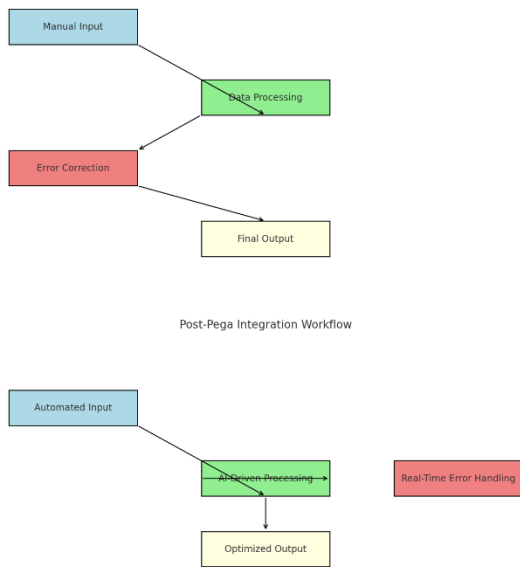 Manual Input
Data Processing
Error Correction
Final Output
Post-Pega Integration Workflow
Automated Input
AI-Driven Processing
Real-Time Error Handling
Optimized Output